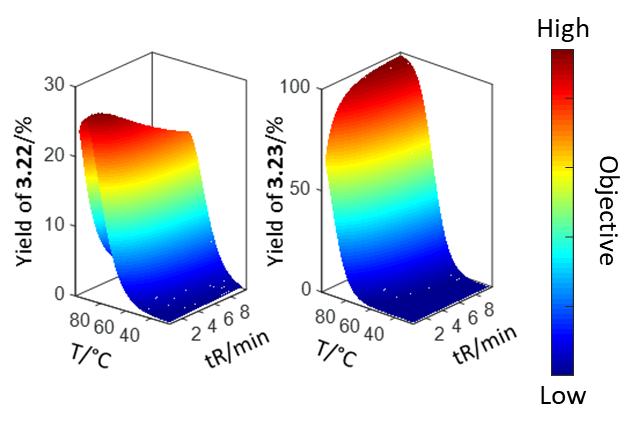 High
30
20
10
0
Yield of 3.22/%
80 60 40
T/°C
2 4 6 8
tR/min
100
50
0
Yield of 3.23/%
80 60 40
T/°C
2 4 6 8
tR/min
Objective
Low